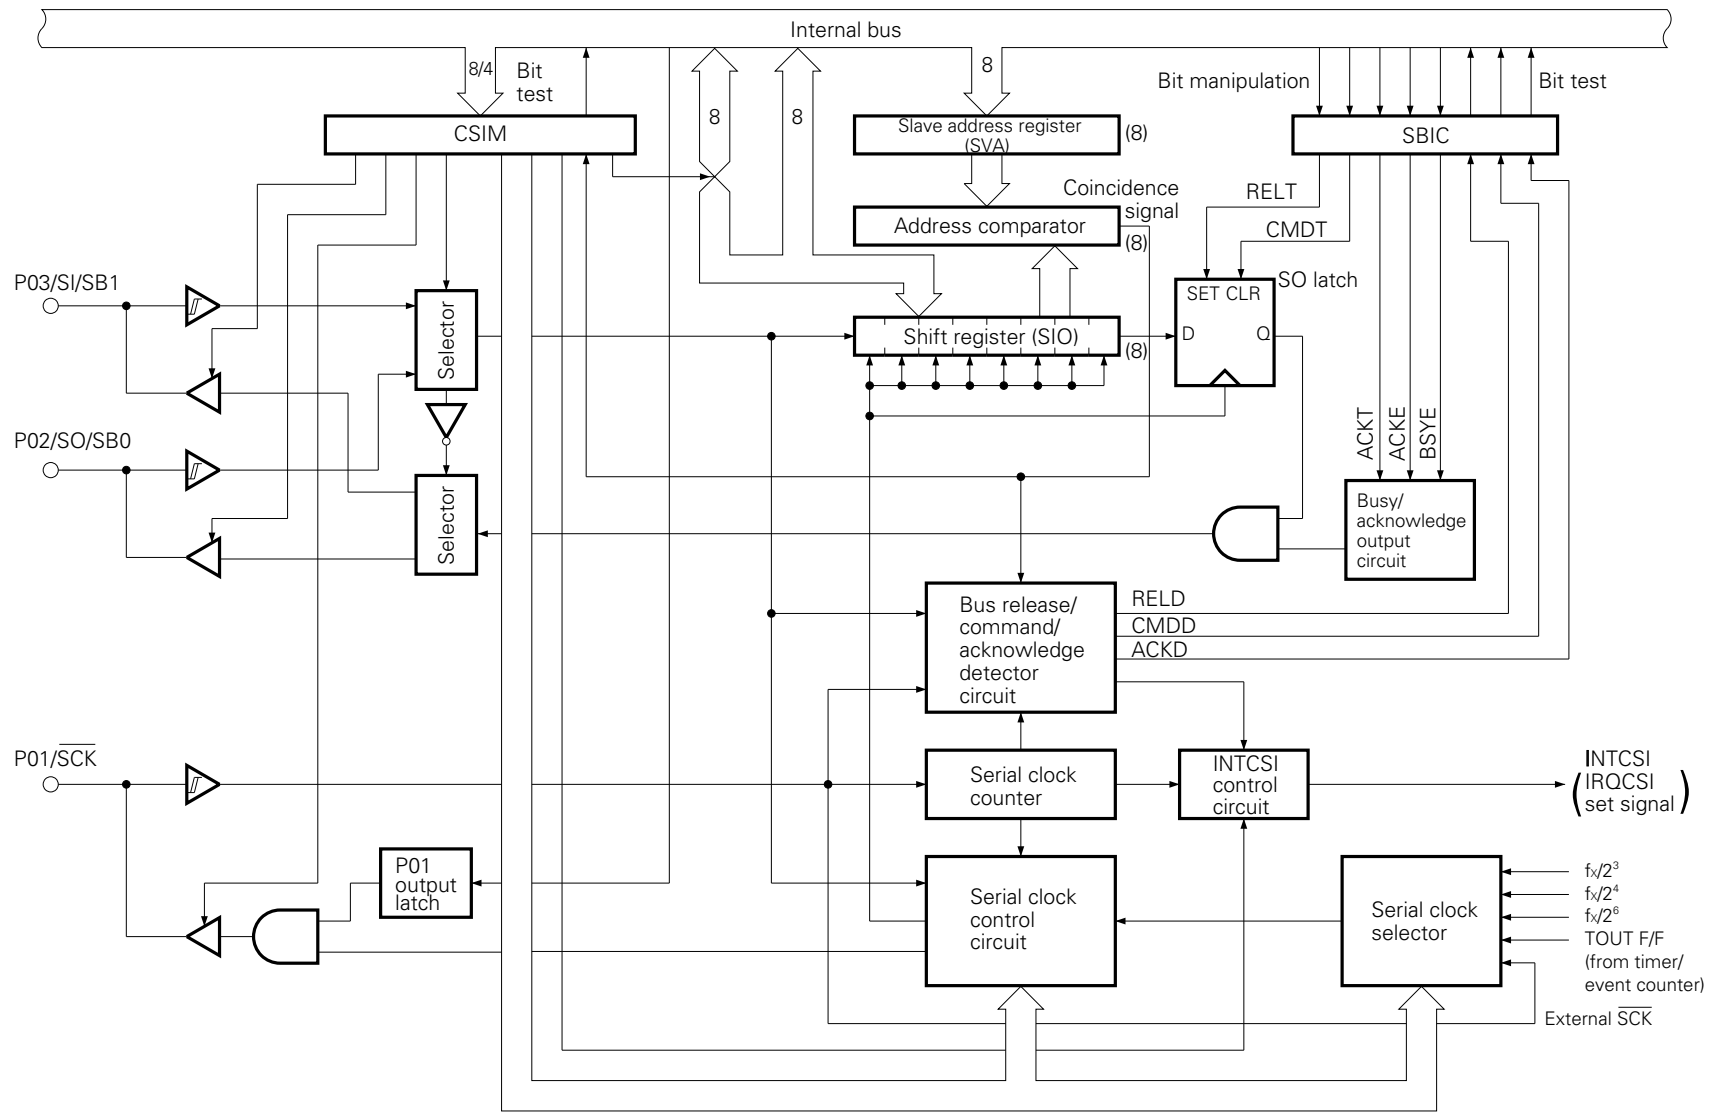 Internal bus
8/4
Bit
test
8
8
8
Bit manipulation
Bit test
CSIM
Slave address register
(SVA)
(8)
SBIC
Coincidence
signal
RELT
CMDT
Address comparator
(8)
P03/SI/SB1
SO latch
SET CLR
D
Q
Selector
Shift register (SIO)
(8)
P02/SO/SB0
ACKT
ACKE
BSYE
Selector
Busy/
acknowledge
output
circuit
Bus release/
command/
acknowledge
detector
circuit
RELD
CMDD
ACKD
P01/SCK
Serial clock
counter
INTCSI
control
circuit
INTCSI
(IRQCSI
set signal)
P01
output
latch
Serial clock
control
circuit
Serial clock
selector
fx/2³
fx/2⁴
fx/2⁶
TOUT F/F
(from timer/
event counter)
External SCK